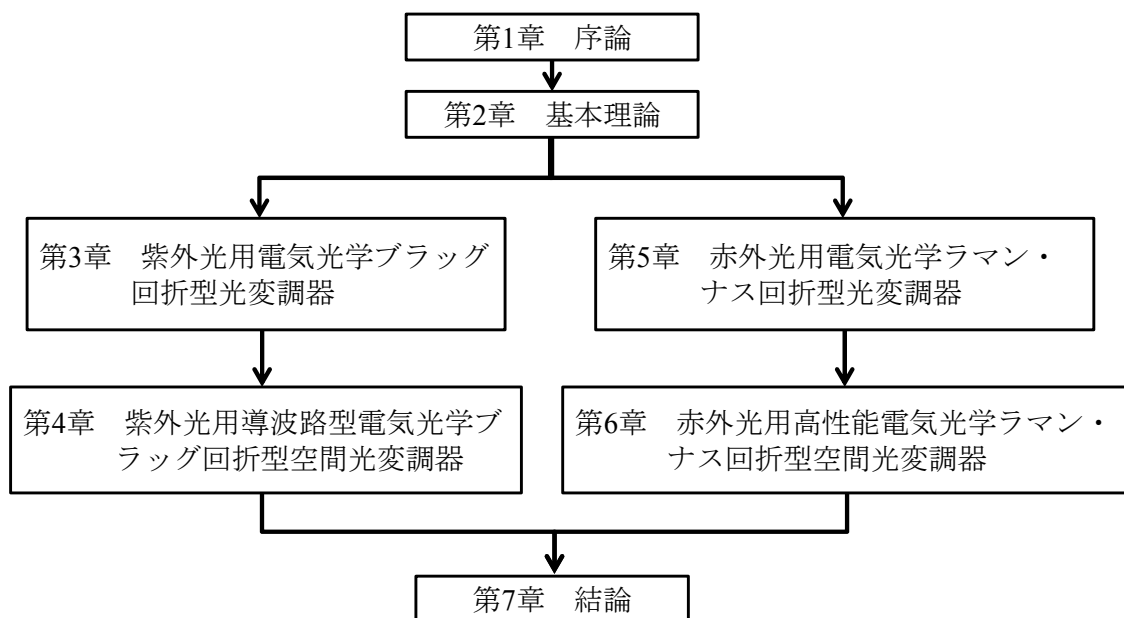 第1章　序論
第2章　基本理論
第3章　紫外光用電気光学ブラッグ
回折型光変調器
第5章　赤外光用電気光学ラマン・
ナス回折型光変調器
第4章　紫外光用導波路型電気光学ブ
ラッグ回折型空間光変調器
第6章　赤外光用高性能電気光学ラマン・
ナス回折型空間光変調器
第7章　結論